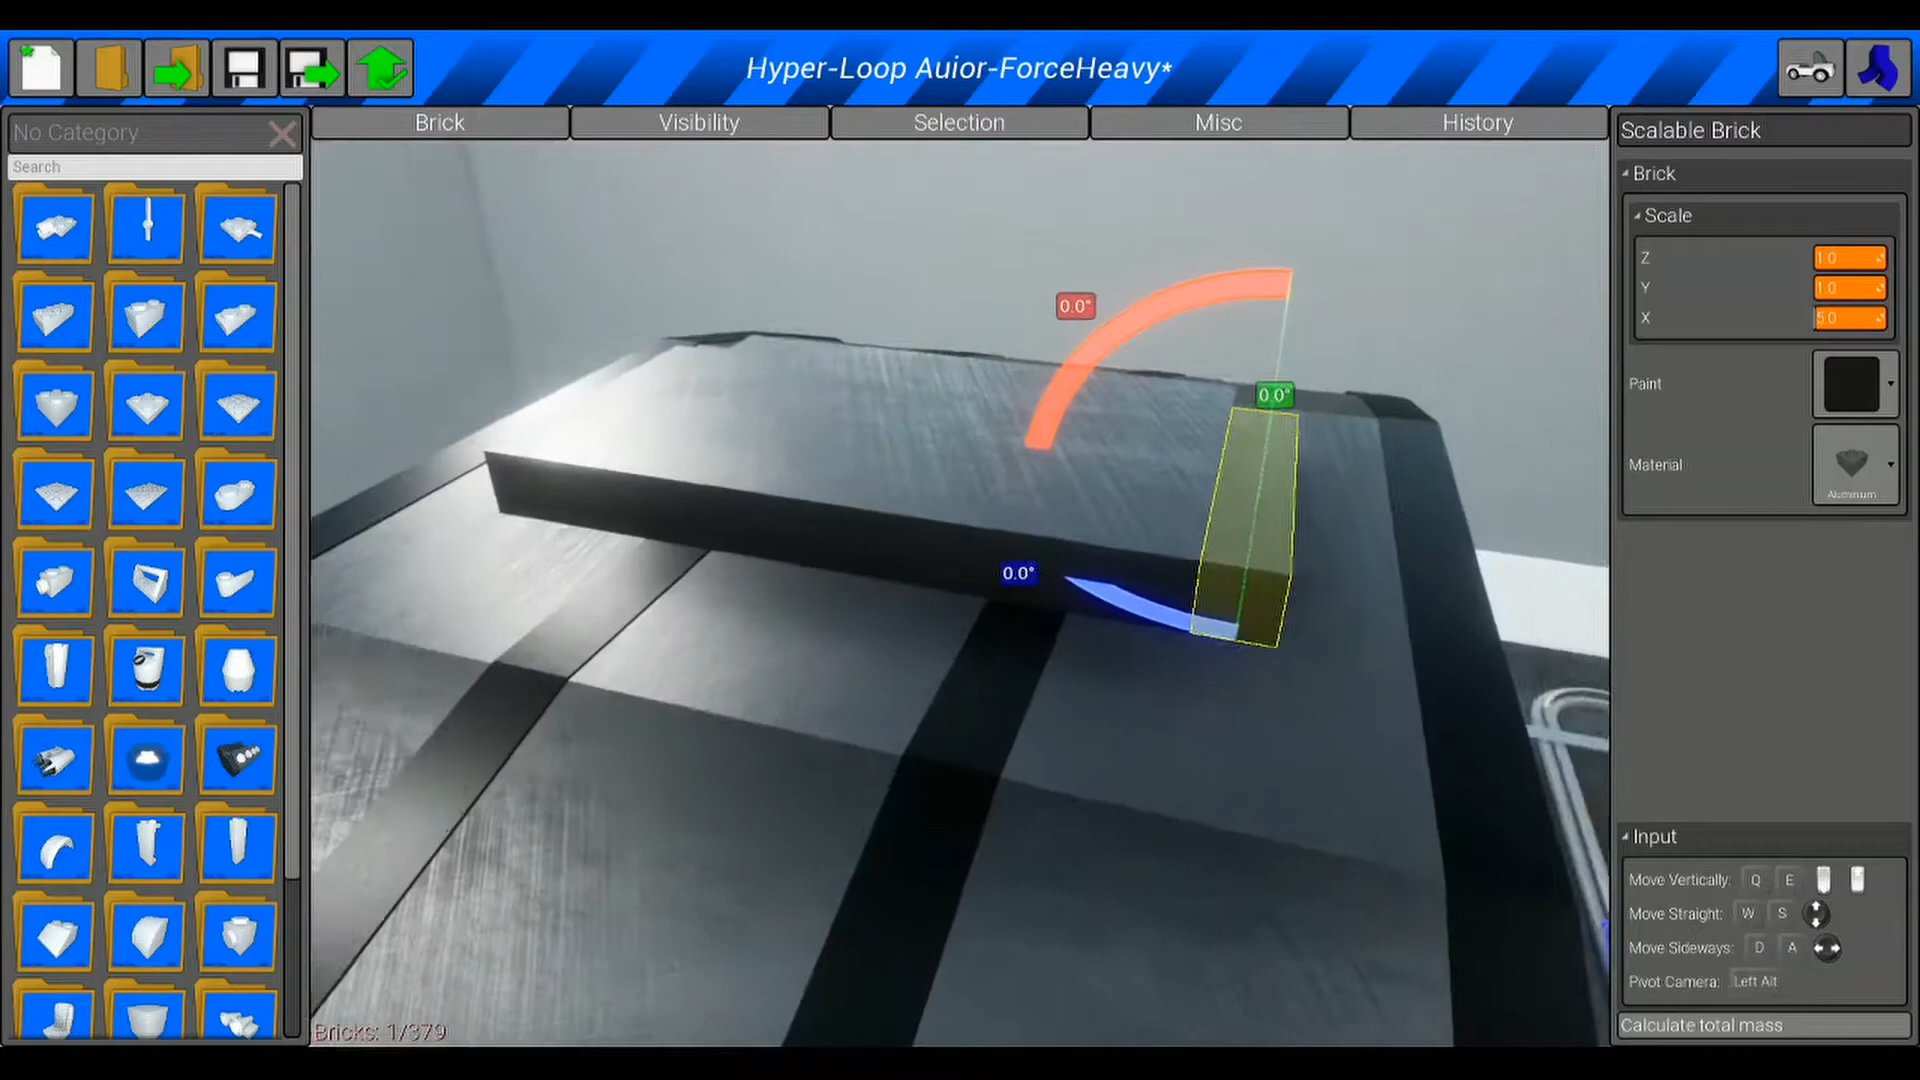 Hyper-Loop Auior-ForceHeavy*
No Category
Search
Brick
Visibility
Selection
Misc
History
0.0°
0.0°
0.0°
Bricks: 1/379
Scalable Brick
Brick
Scale
Z 1.0
Y 1.0
X 5.0
Paint
Material
Aluminum
Input
Move Vertically: Q E
Move Straight: W S
Move Sideways: D A
Pivot Camera: Left Alt
Calculate total mass